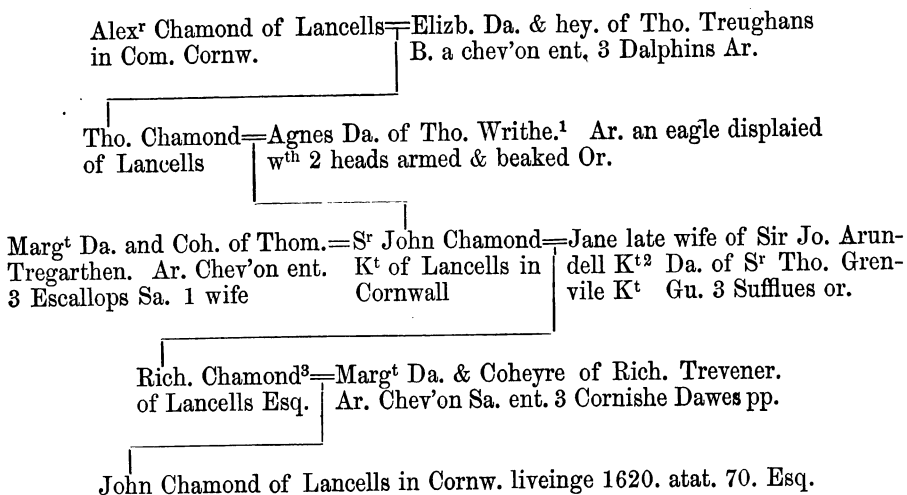 Alexʳ Chamond of Lancells=Elizb. Da. & hey. of Tho. Treughans
in Com. Cornw. B. a chev'on ent, 3 Dalphins Ar.
Tho. Chamond=Agnes Da. of Tho. Writhe.¹ Ar. an eagle displaied
of Lancells wᵗʰ 2 heads armed & beaked Or.
Margᵗ Da. and Coh. of Thom.=Sʳ John Chamond=Jane late wife of Sir Jo. Arun-
Tregarthen. Ar. Chev'on ent. Kᵗ of Lancells in dell Kᵗ² Da. of Sʳ Tho. Gren-
3 Escallops Sa. 1 wife Cornwall vile Kᵗ Gu. 3 Sufflues or.
Rich. Chamond³=Margᵗ Da. & Coheyre of Rich. Trevener.
of Lancells Esq. Ar. Chev'on Sa. ent. 3 Cornishe Dawes pp.
John Chamond of Lancells in Cornw. liveinge 1620. atat. 70. Esq.